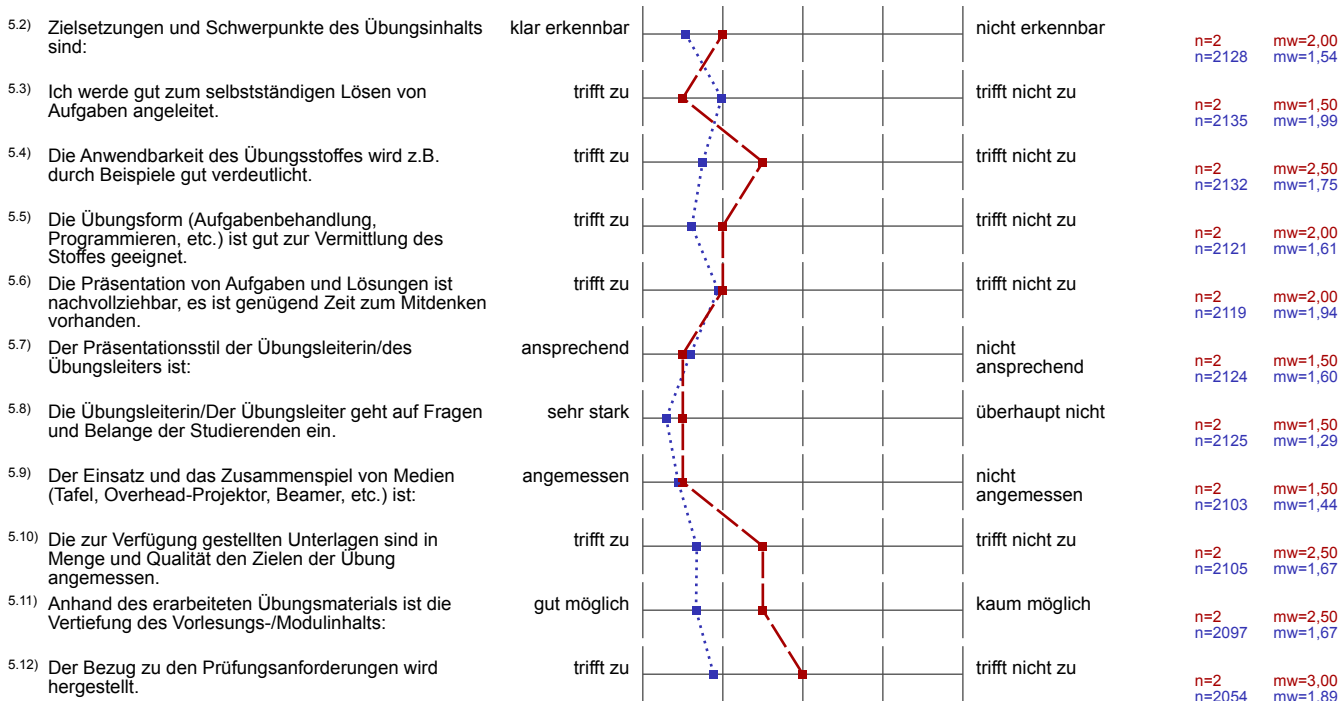 5.2) Zielsetzungen und Schwerpunkte des Übungsinhalts sind:
klar erkennbar
nicht erkennbar
n=2 mw=2,00
n=2128 mw=1,54
5.3) Ich werde gut zum selbstständigen Lösen von
Aufgaben angeleitet.
trifft zu
trifft nicht zu
n=2 mw=1,50
n=2135 mw=1,99
5.4) Die Anwendbarkeit des Übungsstoffes wird z.B.
durch Beispiele gut verdeutlicht.
trifft zu
trifft nicht zu
n=2 mw=2,50
n=2132 mw=1,75
5.5) Die Übungsform (Aufgabenbehandlung,
Programmieren, etc.) ist gut zur Vermittlung des
Stoffes geeignet.
trifft zu
trifft nicht zu
n=2 mw=2,00
n=2121 mw=1,61
5.6) Die Präsentation von Aufgaben und Lösungen ist
nachvollziehbar, es ist genügend Zeit zum Mitdenken
vorhanden.
trifft zu
trifft nicht zu
n=2 mw=2,00
n=2119 mw=1,94
5.7) Der Präsentationsstil der Übungsleiterin/des
Übungsleiters ist:
ansprechend
nicht
ansprechend
n=2 mw=1,50
n=2124 mw=1,60
5.8) Die Übungsleiterin/Der Übungsleiter geht auf Fragen
und Belange der Studierenden ein.
sehr stark
überhaupt nicht
n=2 mw=1,50
n=2125 mw=1,29
5.9) Der Einsatz und das Zusammenspiel von Medien
(Tafel, Overhead-Projektor, Beamer, etc.) ist:
angemessen
nicht
angemessen
n=2 mw=1,50
n=2103 mw=1,44
5.10) Die zur Verfügung gestellten Unterlagen sind in
Menge und Qualität den Zielen der Übung
angemessen.
trifft zu
trifft nicht zu
n=2 mw=2,50
n=2105 mw=1,67
5.11) Anhand des erarbeiteten Übungsmaterials ist die
Vertiefung des Vorlesungs-/Modulinhalts:
gut möglich
kaum möglich
n=2 mw=2,50
n=2097 mw=1,67
5.12) Der Bezug zu den Prüfungsanforderungen wird
hergestellt.
trifft zu
trifft nicht zu
n=2 mw=3,00
n=2054 mw=1,89